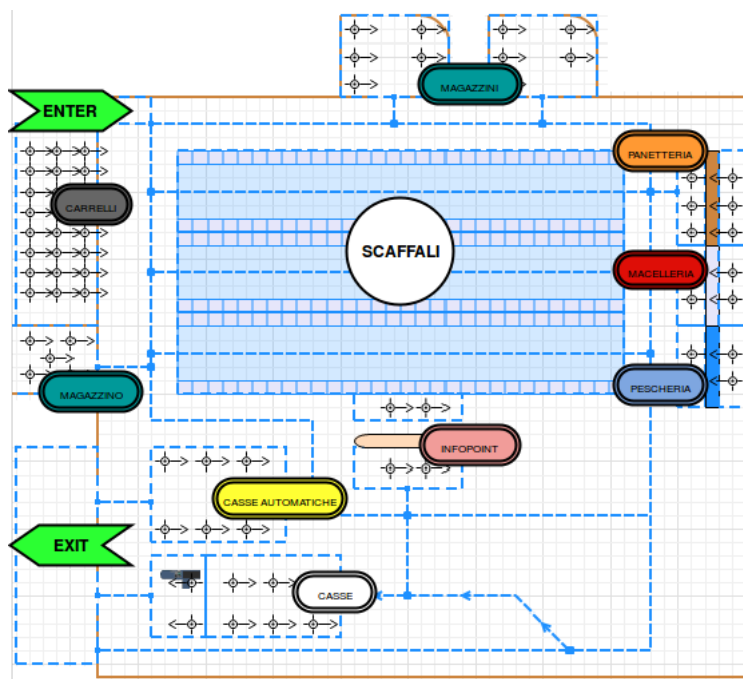 MAGAZZINI
ENTER
PANETTERIA
CARRELLI
SCAFFALI
MACELLERIA
MAGAZZINO
PESCHERIA
INFOPOINT
CASSE AUTOMATICHE
EXIT
CASSE